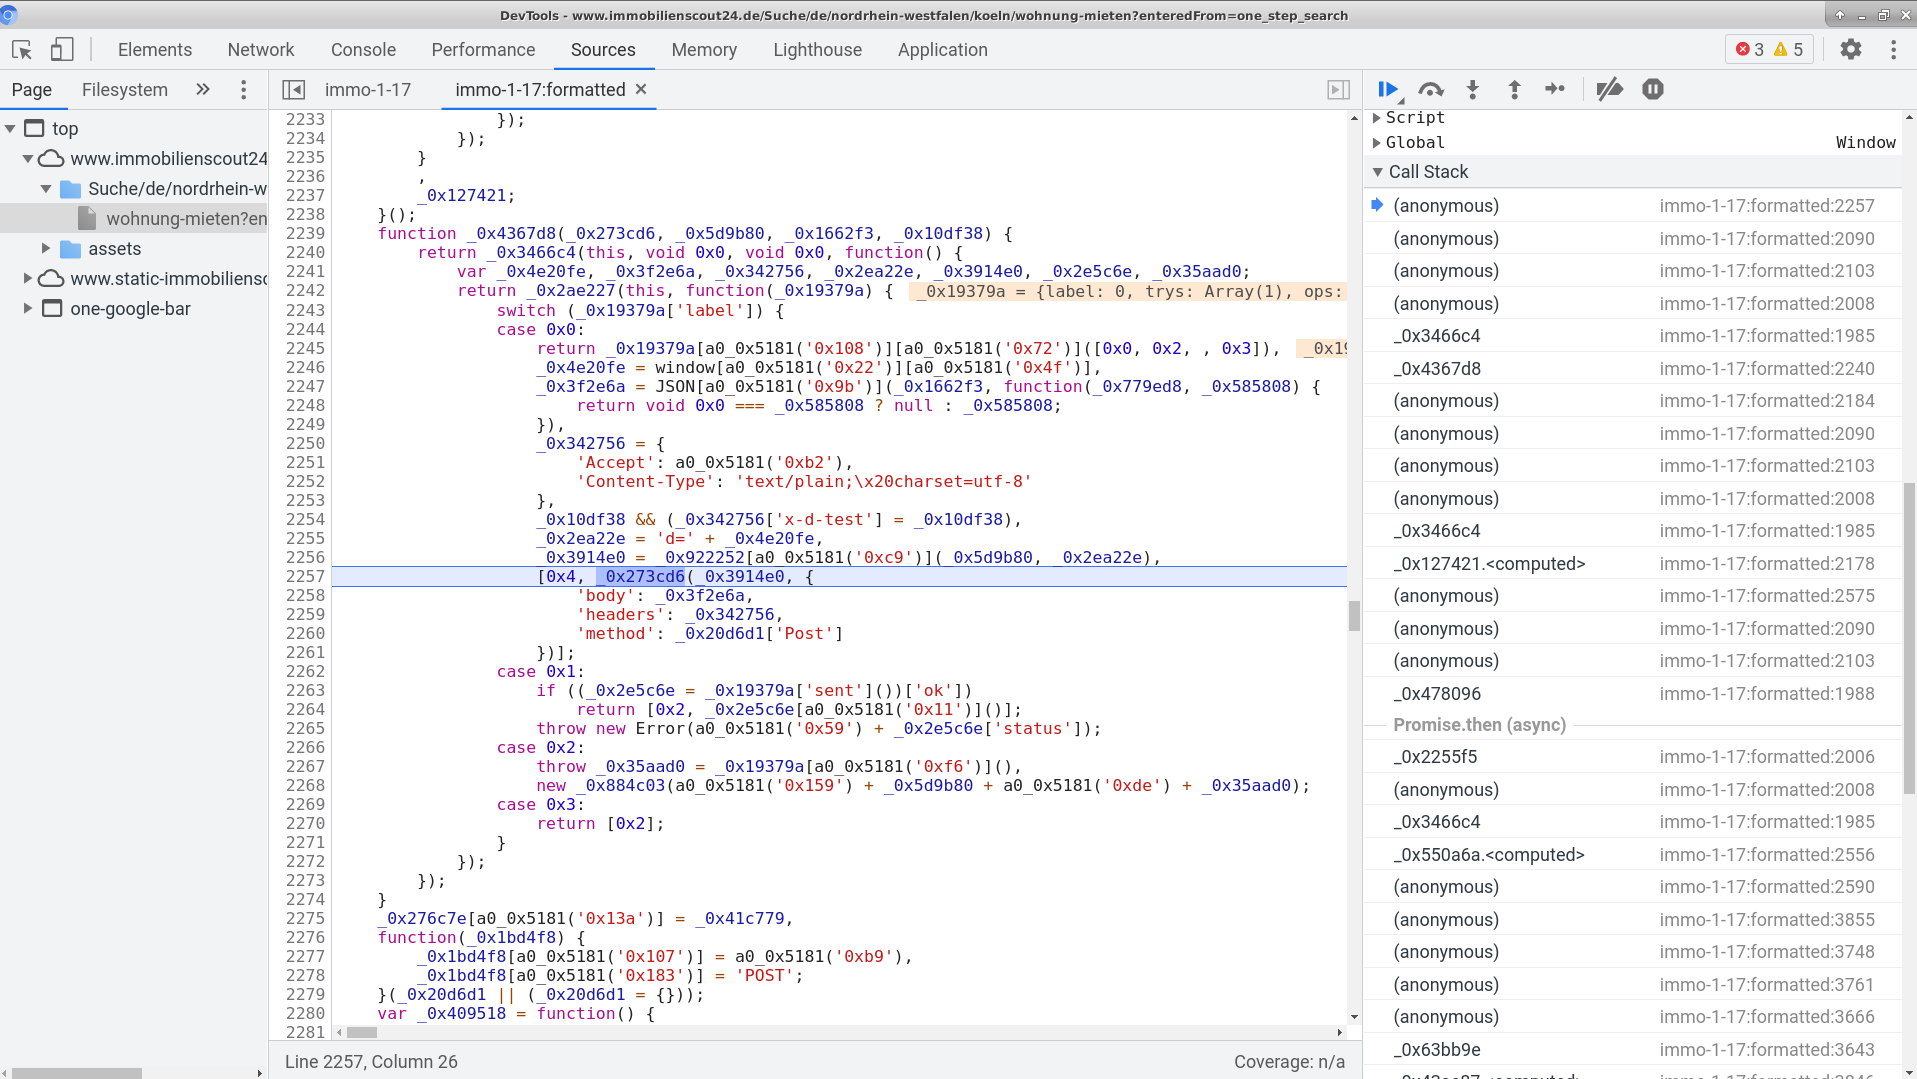 DevTools - www.immobilienscout24.de/Suche/de/nordrhein-westfalen/koeln/wohnung-mieten?enteredFrom=one_step_search
Elements Network Console Performance Sources Memory Lighthouse Application 3 5
Page Filesystem
immo-1-17 immo-1-17:formatted
top
www.immobilienscout24
Suche/de/nordrhein-w
wohnung-mieten?en
assets
www.static-immobiliensc
one-google-bar
2233 });
2234 });
2235 }
2236 ,
2237 _0x127421;
2238 }();
2239 function _0x4367d8(_0x273cd6, _0x5d9b80, _0x1662f3, _0x10df38) {
2240 return _0x3466c4(this, void 0x0, void 0x0, function() {
2241 var _0x4e20fe, _0x3f2e6a, _0x342756, _0x2ea22e, _0x3914e0, _0x2e5c6e, _0x35aad0;
2242 return _0x2ae227(this, function(_0x19379a) { _0x19379a = {label: 0, trys: Array(1), ops:
2243 switch (_0x19379a['label']) {
2244 case 0x0:
2245 return _0x19379a[a0_0x5181('0x108')][a0_0x5181('0x72')]([0x0, 0x2, , 0x3]), _0x19
2246 _0x4e20fe = window[a0_0x5181('0x22')][a0_0x5181('0x4f')],
2247 _0x3f2e6a = JSON[a0_0x5181('0x9b')](_0x1662f3, function(_0x779ed8, _0x585808) {
2248 return void 0x0 === _0x585808 ? null : _0x585808;
2249 }),
2250 _0x342756 = {
2251 'Accept': a0_0x5181('0xb2'),
2252 'Content-Type': 'text/plain;\x20charset=utf-8'
2253 },
2254 _0x10df38 && (_0x342756['x-d-test'] = _0x10df38),
2255 _0x2ea22e = 'd=' + _0x4e20fe,
2256 _0x3914e0 = _0x922252[a0_0x5181('0xc9')](_0x5d9b80, _0x2ea22e),
2257 [0x4, _0x273cd6(_0x3914e0, {
2258 'body': _0x3f2e6a,
2259 'headers': _0x342756,
2260 'method': _0x20d6d1['Post']
2261 })];
2262 case 0x1:
2263 if ((_0x2e5c6e = _0x19379a['sent']())['ok'])
2264 return [0x2, _0x2e5c6e[a0_0x5181('0x11')]()];
2265 throw new Error(a0_0x5181('0x59') + _0x2e5c6e['status']);
2266 case 0x2:
2267 throw _0x35aad0 = _0x19379a[a0_0x5181('0xf6')](),
2268 new _0x884c03(a0_0x5181('0x159') + _0x5d9b80 + a0_0x5181('0xde') + _0x35aad0);
2269 case 0x3:
2270 return [0x2];
2271 }
2272 });
2273 });
2274 }
2275 _0x276c7e[a0_0x5181('0x13a')] = _0x41c779,
2276 function(_0x1bd4f8) {
2277 _0x1bd4f8[a0_0x5181('0x107')] = a0_0x5181('0xb9'),
2278 _0x1bd4f8[a0_0x5181('0x183')] = 'POST';
2279 }(_0x20d6d1 || (_0x20d6d1 = {}));
2280 var _0x409518 = function() {
2281
Line 2257, Column 26 Coverage: n/a
Script
Global Window
Call Stack
(anonymous) immo-1-17:formatted:2257
(anonymous) immo-1-17:formatted:2090
(anonymous) immo-1-17:formatted:2103
(anonymous) immo-1-17:formatted:2008
_0x3466c4 immo-1-17:formatted:1985
_0x4367d8 immo-1-17:formatted:2240
(anonymous) immo-1-17:formatted:2184
(anonymous) immo-1-17:formatted:2090
(anonymous) immo-1-17:formatted:2103
(anonymous) immo-1-17:formatted:2008
_0x3466c4 immo-1-17:formatted:1985
_0x127421.<computed> immo-1-17:formatted:2178
(anonymous) immo-1-17:formatted:2575
(anonymous) immo-1-17:formatted:2090
(anonymous) immo-1-17:formatted:2103
_0x478096 immo-1-17:formatted:1988
Promise.then (async)
_0x2255f5 immo-1-17:formatted:2006
(anonymous) immo-1-17:formatted:2008
_0x3466c4 immo-1-17:formatted:1985
_0x550a6a.<computed> immo-1-17:formatted:2556
(anonymous) immo-1-17:formatted:2590
(anonymous) immo-1-17:formatted:3855
(anonymous) immo-1-17:formatted:3748
(anonymous) immo-1-17:formatted:3761
(anonymous) immo-1-17:formatted:3666
_0x63bb9e immo-1-17:formatted:3643